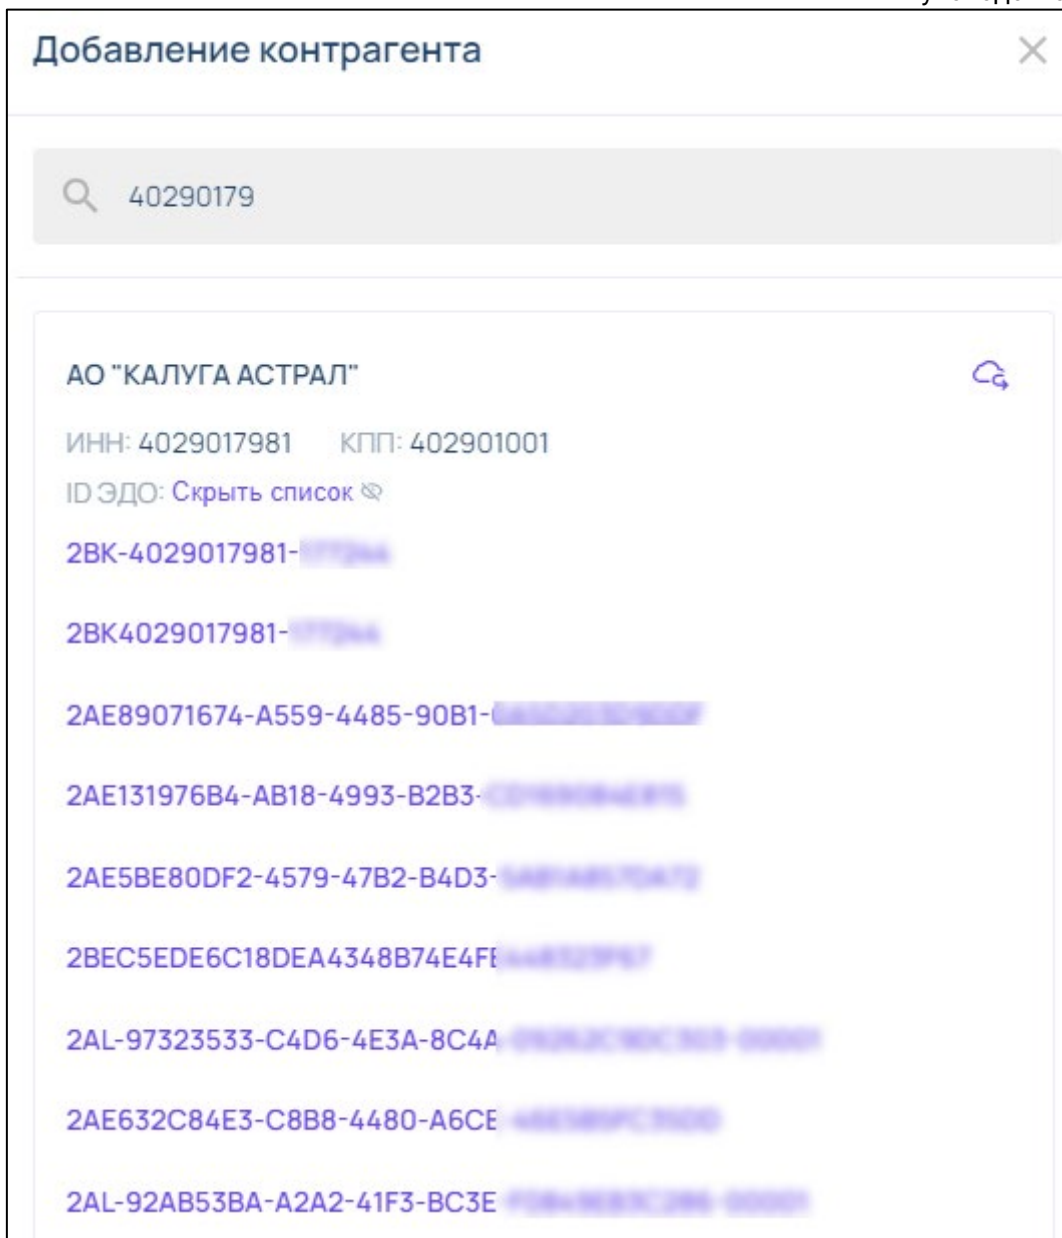 Добавление контрагента
40290179
АО "КАЛУГА АСТРАЛ"
ИНН: 4029017981 КПП: 402901001
ID ЭДО: Скрыть список
2BK-4029017981-
2BK4029017981-
2AE89071674-A559-4485-90B1-
2AE131976B4-AB18-4993-B2B3-
2AE5BE80DF2-4579-47B2-B4D3-
2BEC5EDE6C18DEA4348B74E4FE
2AL-97323533-C4D6-4E3A-8C4A
2AE632C84E3-C8B8-4480-A6CE
2AL-92AB53BA-A2A2-41F3-BC3E